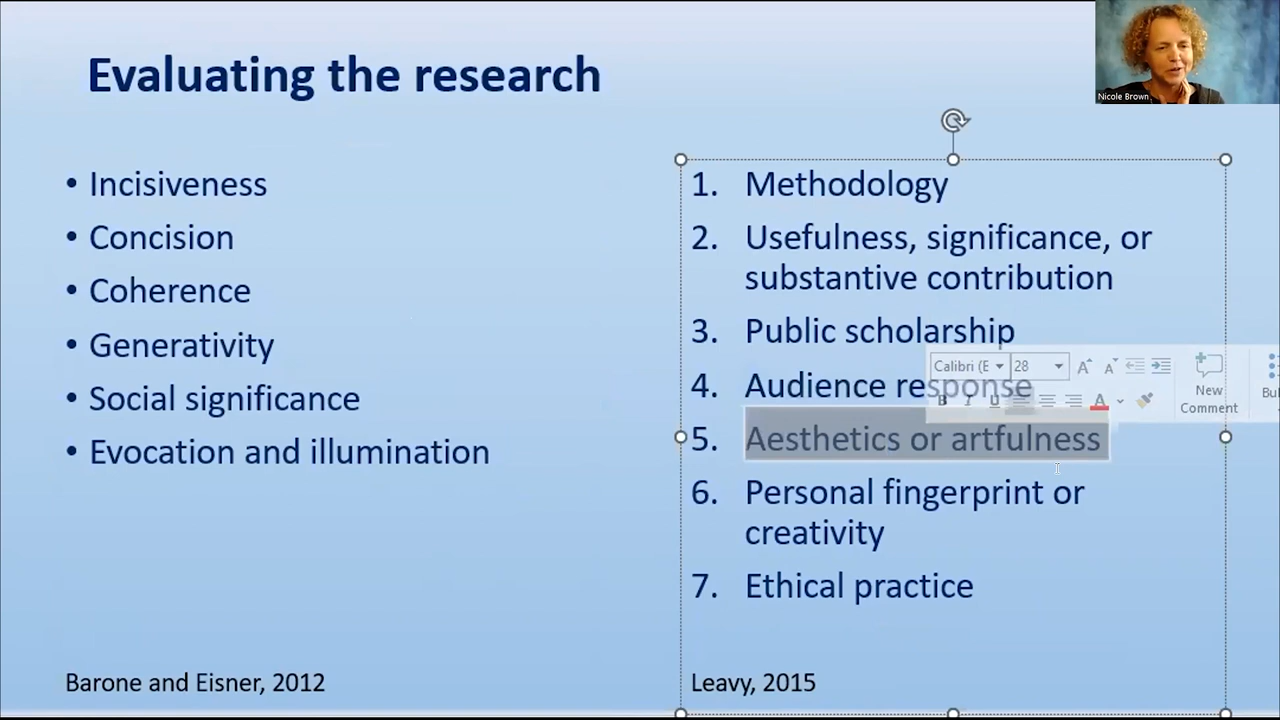 Evaluating the research
Nicole Brown
• Incisiveness
• Concision
• Coherence
• Generativity
• Social significance
• Evocation and illumination
Barone and Eisner, 2012
1. Methodology
2. Usefulness, significance, or
substantive contribution
3. Public scholarship
4. Audience response
5. Aesthetics or artfulness
6. Personal fingerprint or
creativity
7. Ethical practice
Leavy, 2015
Calibri (E 28 A A
B I U A
New
Comment
Bul